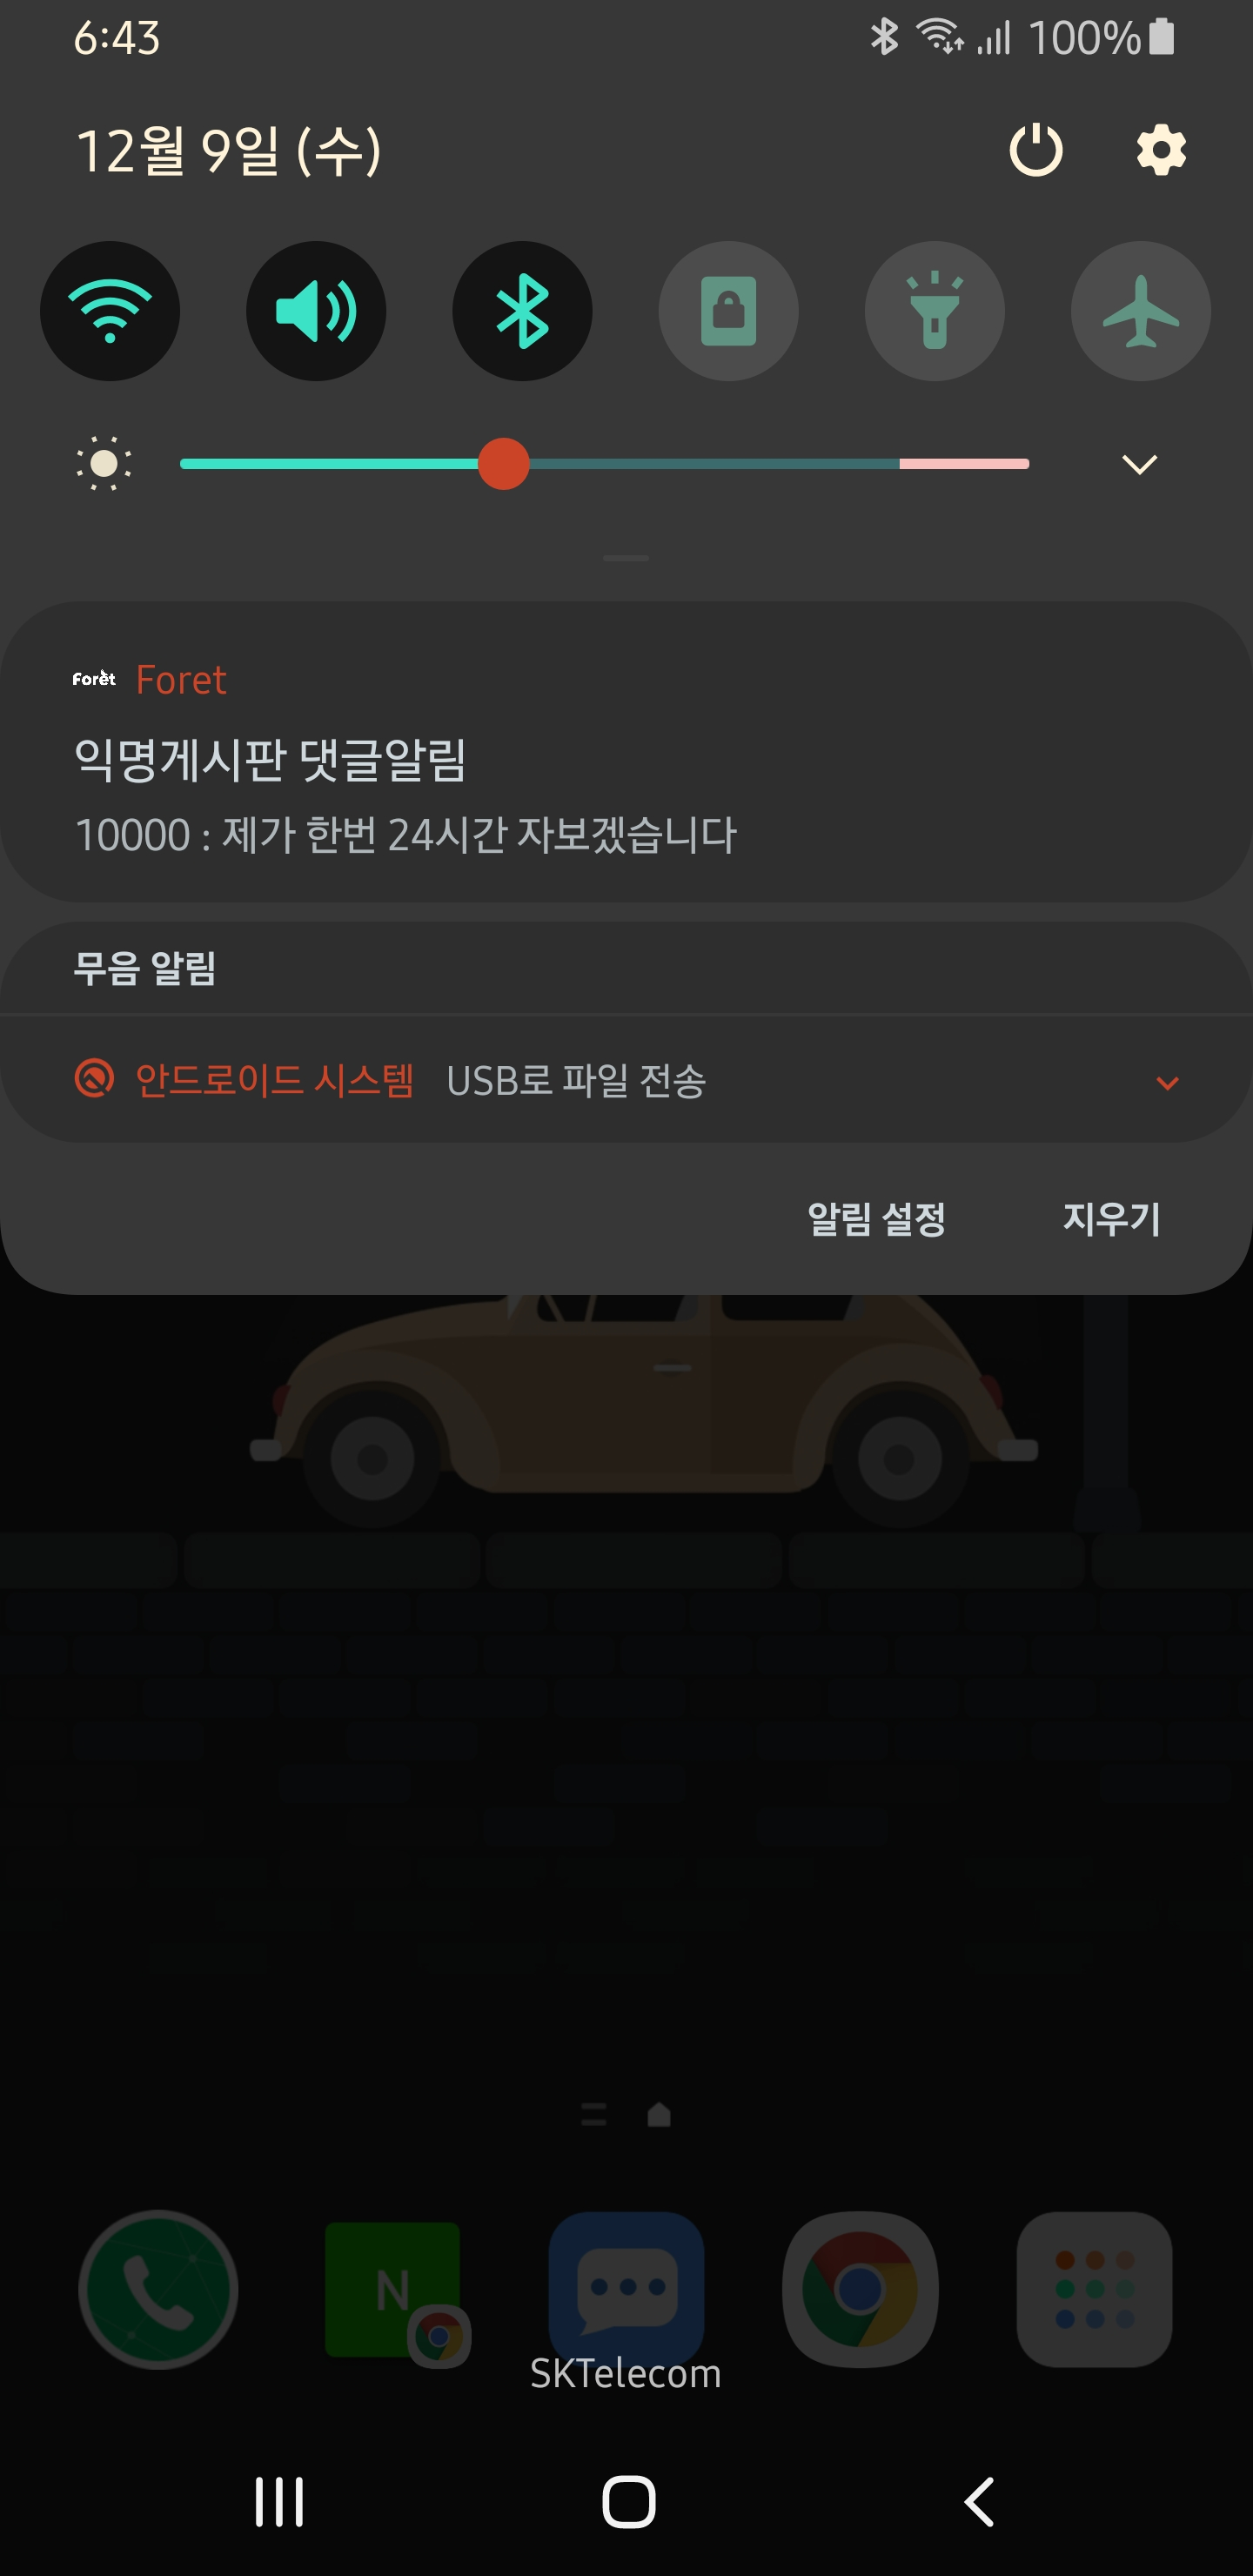 6:43 100%
12월 9일 (수)
Forêt Foret
익명게시판 댓글알림
10000 : 제가 한번 24시간 자보겠습니다
무음 알림
안드로이드 시스템 USB로 파일 전송
알림 설정 지우기
N
SKTelecom